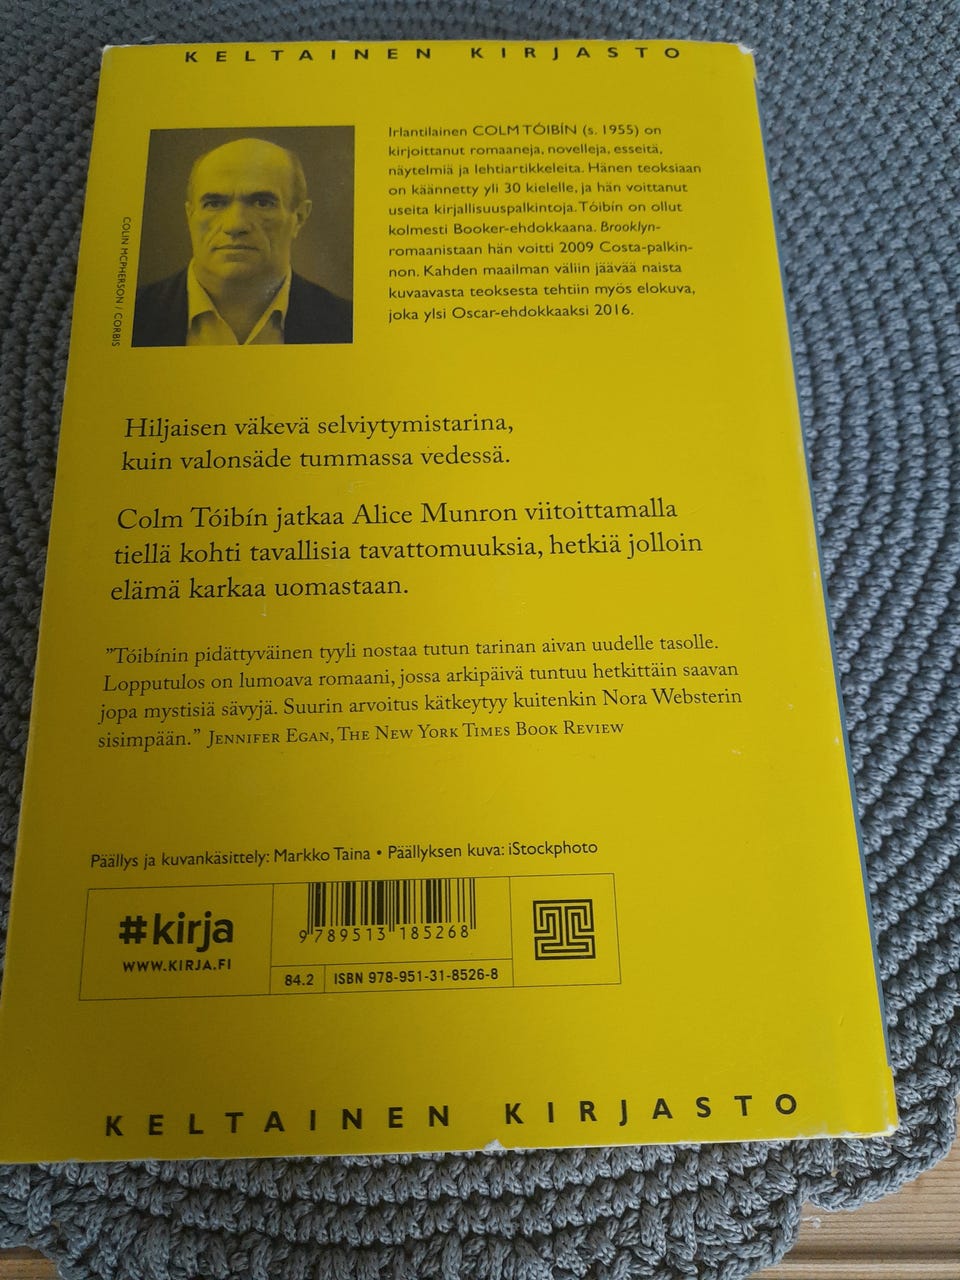 KELTAINEN KIRJASTO
Irlantilainen COLM TÓIBÍN (s. 1955) on
kirjoittanut romaaneja, novelleja, esseitä,
näytelmiä ja lehtiartikkeleita. Hänen teoksiaan
on käännetty yli 30 kielelle, ja hän voittanut
useita kirjallisuuspalkintoja. Tóibín on ollut
kolmesti Booker-ehdokkaana. Brooklyn-
romaanistaan hän voitti 2009 Costa-palkin-
non. Kahden maailman väliin jäävää naista
kuvaavasta teoksesta tehtiin myös elokuva,
joka ylsi Oscar-ehdokkaaksi 2016.
COLIN MCPHERSON / CORBIS
Hiljaisen väkevä selviytymistarina,
kuin valonsäde tummassa vedessä.
Colm Tóibín jatkaa Alice Munron viitoittamalla
tiellä kohti tavallisia tavattomuuksia, hetkiä jolloin
elämä karkaa uomastaan.
”Tóibínin pidättyväinen tyyli nostaa tutun tarinan aivan uudelle tasolle.
Lopputulos on lumoava romaani, jossa arkipäivä tuntuu hetkittäin saavan
jopa mystisiä sävyjä. Suurin arvoitus kätkeytyy kuitenkin Nora Websterin
sisimpään.” JENNIFER EGAN, THE NEW YORK TIMES BOOK REVIEW
Päällys ja kuvankäsittely: Markko Taina • Päällyksen kuva: iStockphoto
#kirja
WWW.KIRJA.FI
9 789513 185268
84.2
ISBN 978-951-31-8526-8
KELTAINEN KIRJASTO